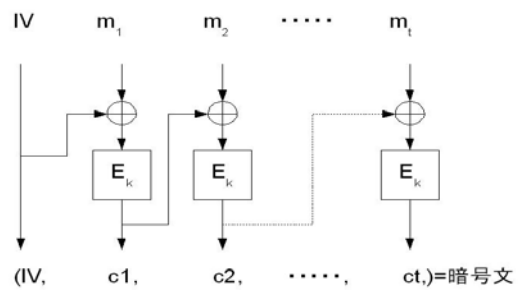 IV m1 m2 ····· mt
Ek Ek Ek
(IV, c1, c2, ·····, ct,)=暗号文